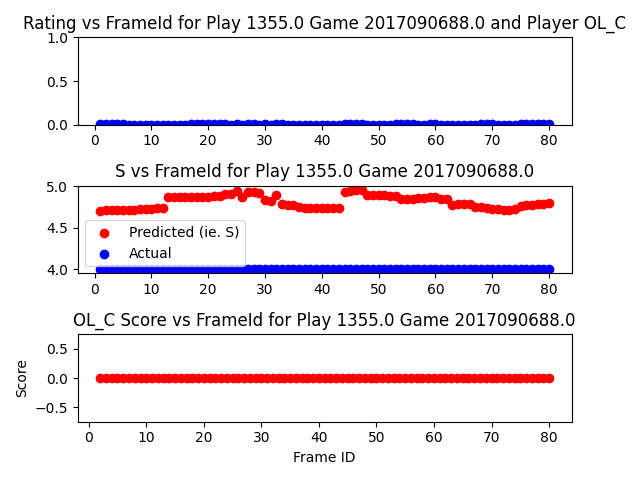 Rating vs FrameId for Play 1355.0 Game 2017090688.0 and Player OL_C
1.0
0.5
0.0
0 10 20 30 40 50 60 70 80
S vs FrameId for Play 1355.0 Game 2017090688.0
5.0
4.5
4.0
Predicted (ie. S)
Actual
0 10 20 30 40 50 60 70 80
OL_C Score vs FrameId for Play 1355.0 Game 2017090688.0
Score
0.5
0.0
−0.5
0 10 20 30 40 50 60 70 80
Frame ID